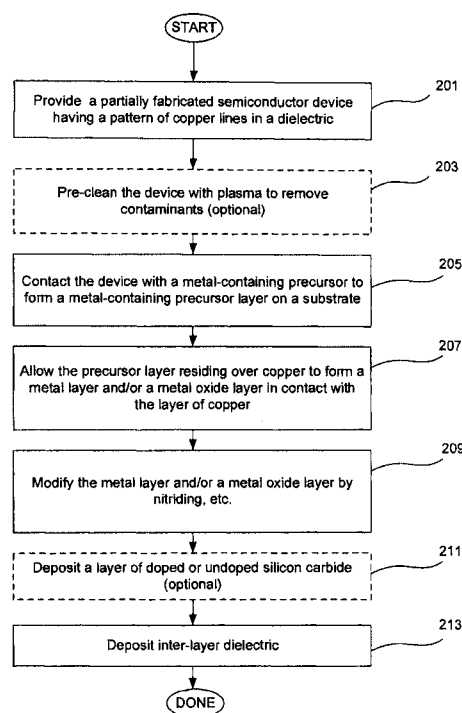 START
201
Provide a partially fabricated semiconductor device
having a pattern of copper lines in a dielectric
203
Pre-clean the device with plasma to remove
contaminants (optional)
205
Contact the device with a metal-containing precursor to
form a metal-containing precursor layer on a substrate
207
Allow the precursor layer residing over copper to form a
metal layer and/or a metal oxide layer in contact with
the layer of copper
209
Modify the metal layer and/or a metal oxide layer by
nitriding, etc.
211
Deposit a layer of doped or undoped silicon carbide
(optional)
213
Deposit inter-layer dielectric
DONE